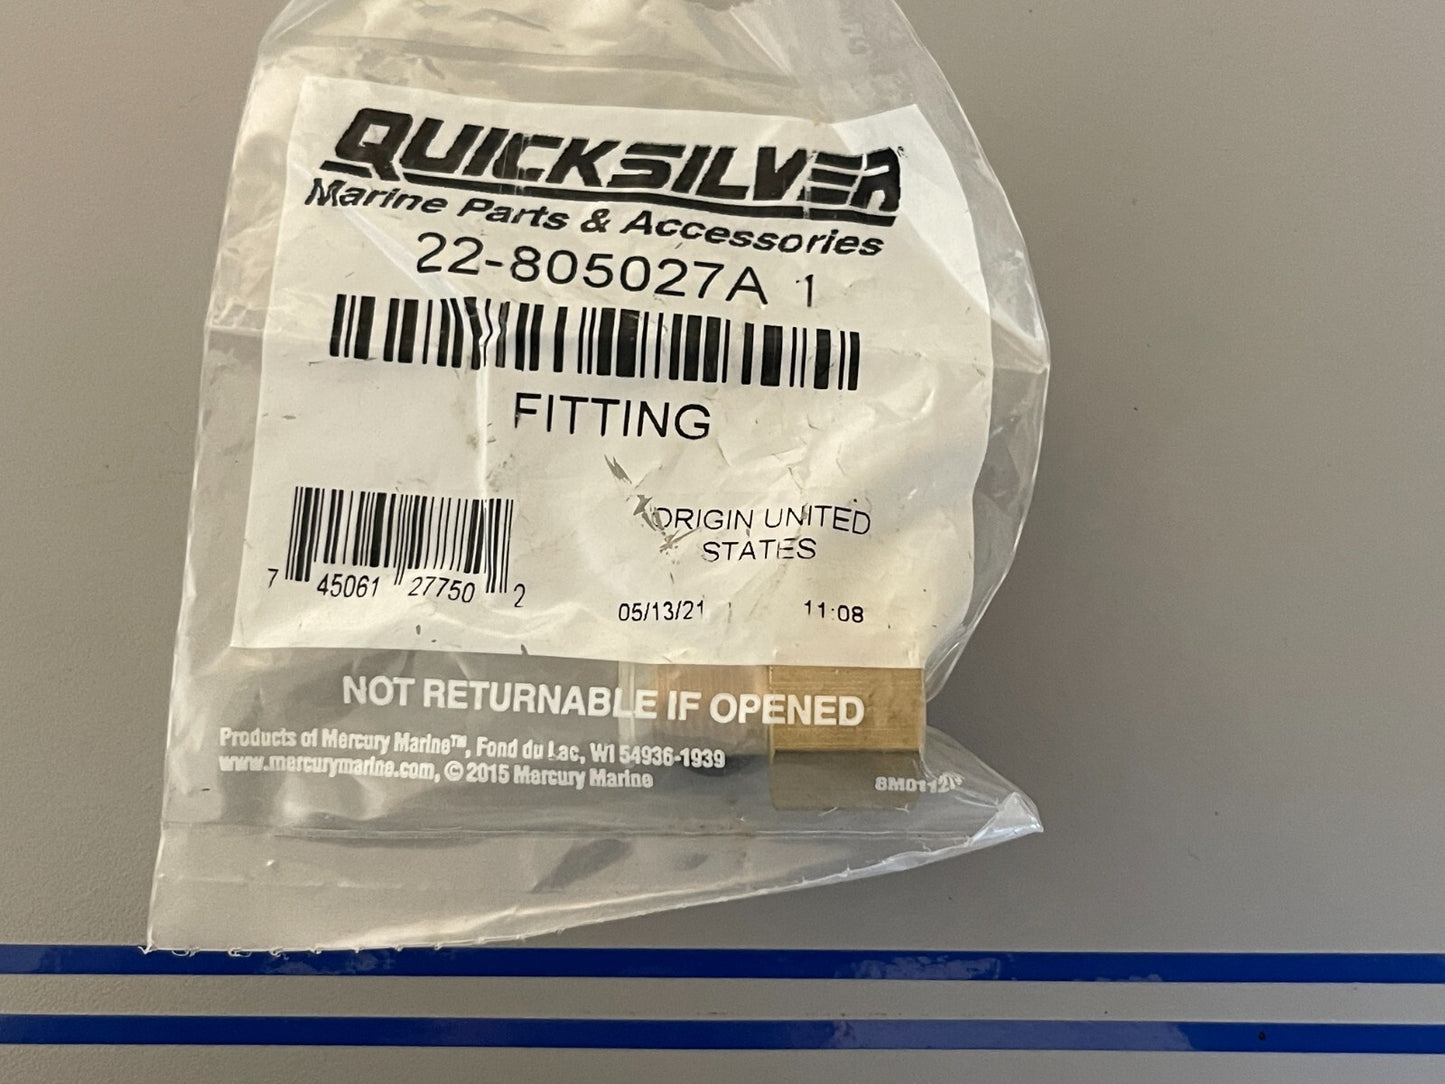 QUICKSILVER®
Marine Parts & Accessories
22-805027A 1
FITTING
ORIGIN UNITED
STATES
7 45061 27750 2
05/13/21 11:08
NOT RETURNABLE IF OPENED
Products of Mercury Marine™, Fond du Lac, WI 54936-1939
www.mercurymarine.com, © 2015 Mercury Marine